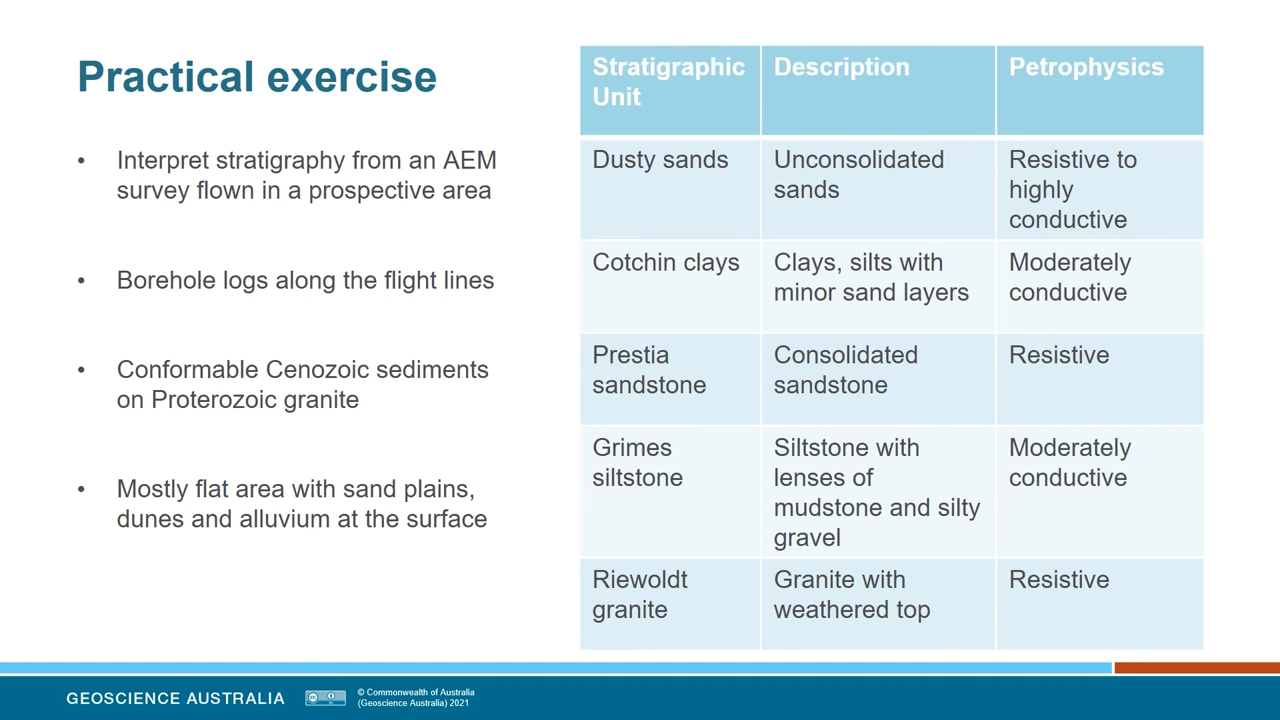 Practical exercise
• Interpret stratigraphy from an AEM
survey flown in a prospective area
• Borehole logs along the flight lines
• Conformable Cenozoic sediments
on Proterozoic granite
• Mostly flat area with sand plains,
dunes and alluvium at the surface
Stratigraphic
Unit
Description
Petrophysics
Dusty sands
Unconsolidated
sands
Resistive to
highly
conductive
Cotchin clays
Clays, silts with
minor sand layers
Moderately
conductive
Prestia
sandstone
Consolidated
sandstone
Resistive
Grimes
siltstone
Siltstone with
lenses of
mudstone and silty
gravel
Moderately
conductive
Riewoldt
granite
Granite with
weathered top
Resistive
GEOSCIENCE AUSTRALIA
© Commonwealth of Australia
(Geoscience Australia) 2021